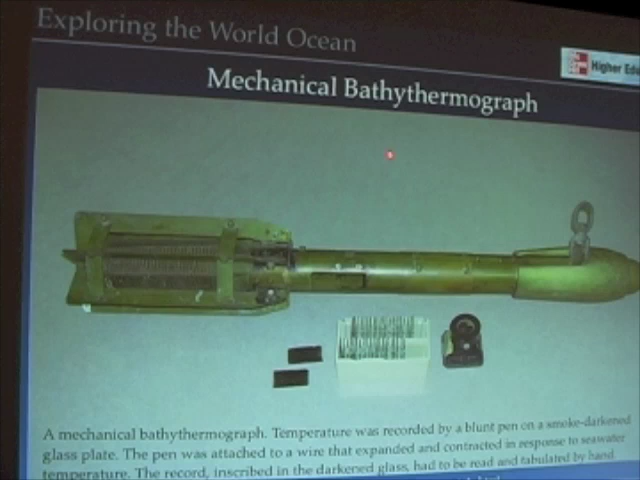 Exploring the World Ocean
Higher Edu
Mechanical Bathythermograph
A mechanical bathythermograph. Temperature was recorded by a blunt pen on a smoke-darkened
glass plate. The pen was attached to a wire that expanded and contracted in response to seawater
temperature. The record, inscribed in the darkened glass, had to be read and tabulated by hand.